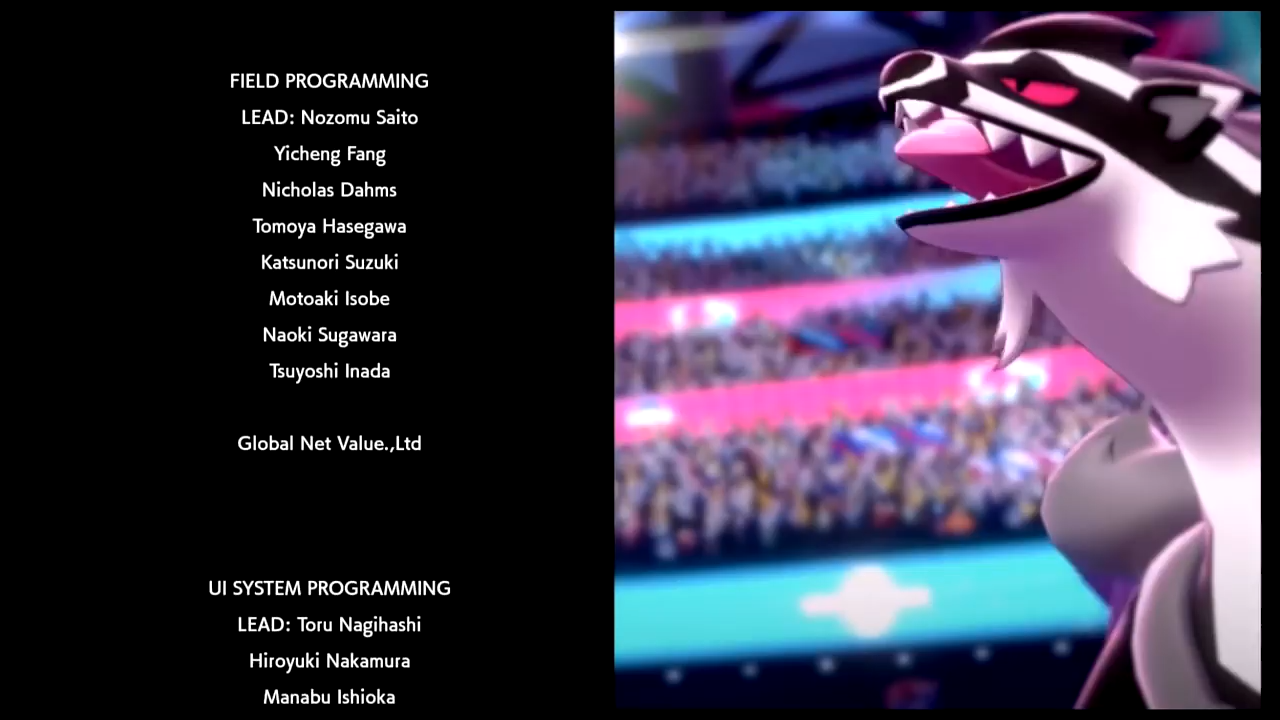 FIELD PROGRAMMING
LEAD: Nozomu Saito
Yicheng Fang
Nicholas Dahms
Tomoya Hasegawa
Katsunori Suzuki
Motoaki Isobe
Naoki Sugawara
Tsuyoshi Inada
Global Net Value.,Ltd
UI SYSTEM PROGRAMMING
LEAD: Toru Nagihashi
Hiroyuki Nakamura
Manabu Ishioka